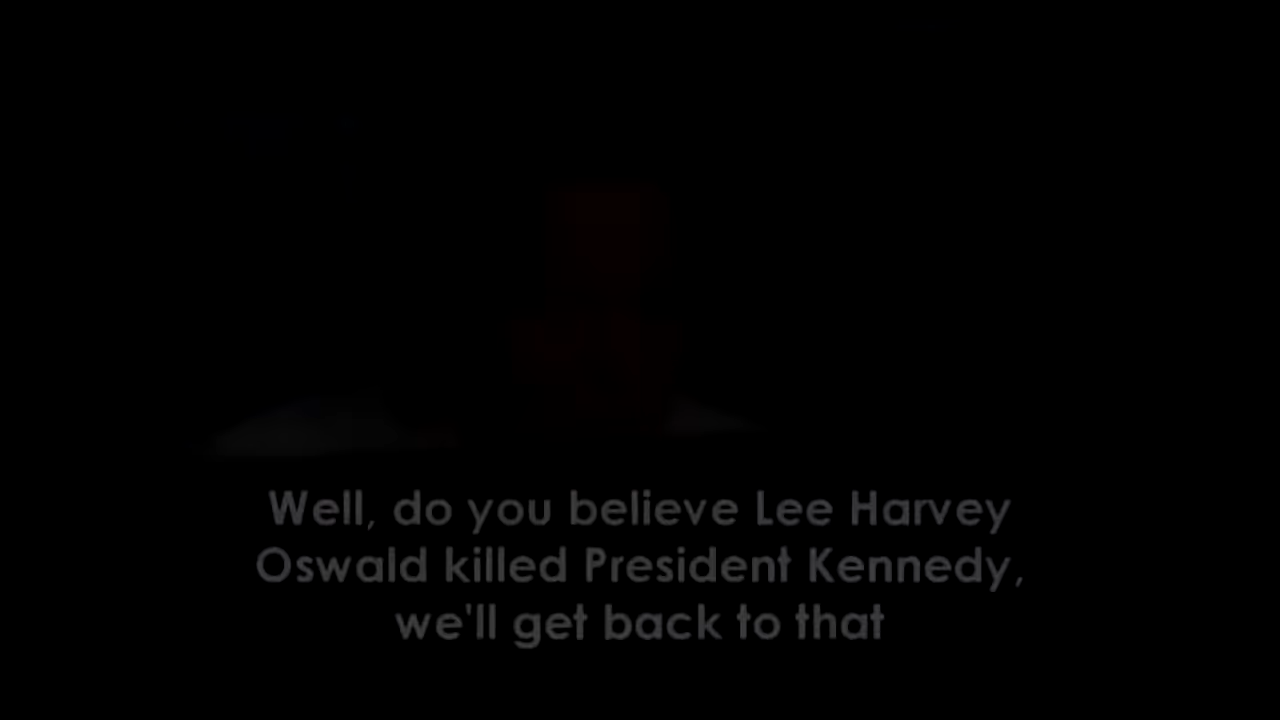 Well, do you believe Lee Harvey
Oswald killed President Kennedy,
we'll get back to that